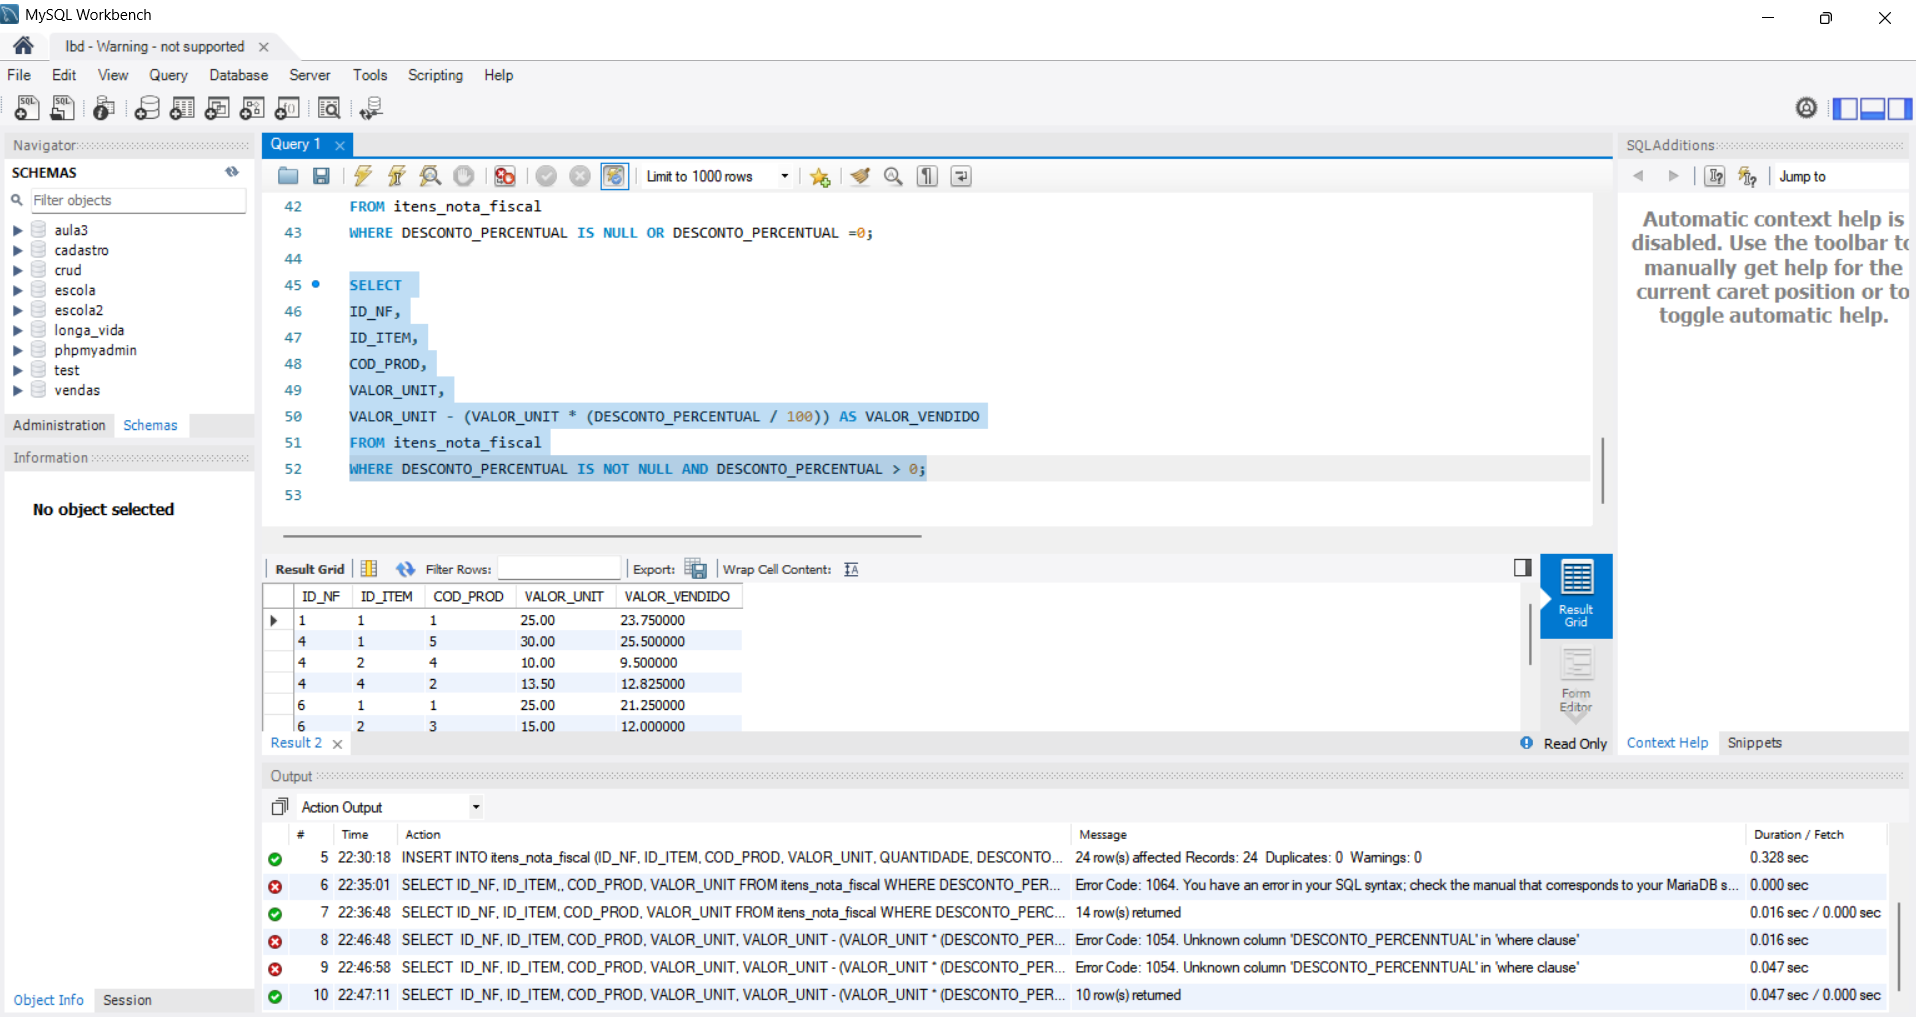 MySQL Workbench
lbd - Warning - not supported
File Edit View Query Database Server Tools Scripting Help
Navigator
SCHEMAS
Filter objects
aula3
cadastro
crud
escola
escola2
longa_vida
phpmyadmin
test
vendas
Administration Schemas
Information
No object selected
Object Info Session
Query 1
Limit to 1000 rows
42 FROM itens_nota_fiscal
43 WHERE DESCONTO_PERCENTUAL IS NULL OR DESCONTO_PERCENTUAL =0;
44
45 SELECT
46 ID_NF,
47 ID_ITEM,
48 COD_PROD,
49 VALOR_UNIT,
50 VALOR_UNIT - (VALOR_UNIT * (DESCONTO_PERCENTUAL / 100)) AS VALOR_VENDIDO
51 FROM itens_nota_fiscal
52 WHERE DESCONTO_PERCENTUAL IS NOT NULL AND DESCONTO_PERCENTUAL > 0;
53
Result Grid Filter Rows: Export: Wrap Cell Content:
ID_NF ID_ITEM COD_PROD VALOR_UNIT VALOR_VENDIDO
1 1 1 25.00 23.750000
4 1 5 30.00 25.500000
4 2 4 10.00 9.500000
4 4 2 13.50 12.825000
6 1 1 25.00 21.250000
6 2 3 15.00 12.000000
Result Grid
Form Editor
Result 2
Read Only
SQLAdditions
Jump to
Automatic context help is
disabled. Use the toolbar to
manually get help for the
current caret position or to
toggle automatic help.
Context Help Snippets
Output
Action Output
# Time Action Message Duration / Fetch
5 22:30:18 INSERT INTO itens_nota_fiscal (ID_NF, ID_ITEM, COD_PROD, VALOR_UNIT, QUANTIDADE, DESCONTO... 24 row(s) affected Records: 24 Duplicates: 0 Warnings: 0 0.328 sec
6 22:35:01 SELECT ID_NF, ID_ITEM,, COD_PROD, VALOR_UNIT FROM itens_nota_fiscal WHERE DESCONTO_PER... Error Code: 1064. You have an error in your SQL syntax; check the manual that corresponds to your MariaDB s... 0.000 sec
7 22:36:48 SELECT ID_NF, ID_ITEM, COD_PROD, VALOR_UNIT FROM itens_nota_fiscal WHERE DESCONTO_PERC... 14 row(s) returned 0.016 sec / 0.000 sec
8 22:46:48 SELECT ID_NF, ID_ITEM, COD_PROD, VALOR_UNIT, VALOR_UNIT - (VALOR_UNIT * (DESCONTO_PER... Error Code: 1054. Unknown column 'DESCONTO_PERCENNTUAL' in 'where clause' 0.016 sec
9 22:46:58 SELECT ID_NF, ID_ITEM, COD_PROD, VALOR_UNIT, VALOR_UNIT - (VALOR_UNIT * (DESCONTO_PER... Error Code: 1054. Unknown column 'DESCONTO_PERCENNTUAL' in 'where clause' 0.047 sec
10 22:47:11 SELECT ID_NF, ID_ITEM, COD_PROD, VALOR_UNIT, VALOR_UNIT - (VALOR_UNIT * (DESCONTO_PER... 10 row(s) returned 0.047 sec / 0.000 sec